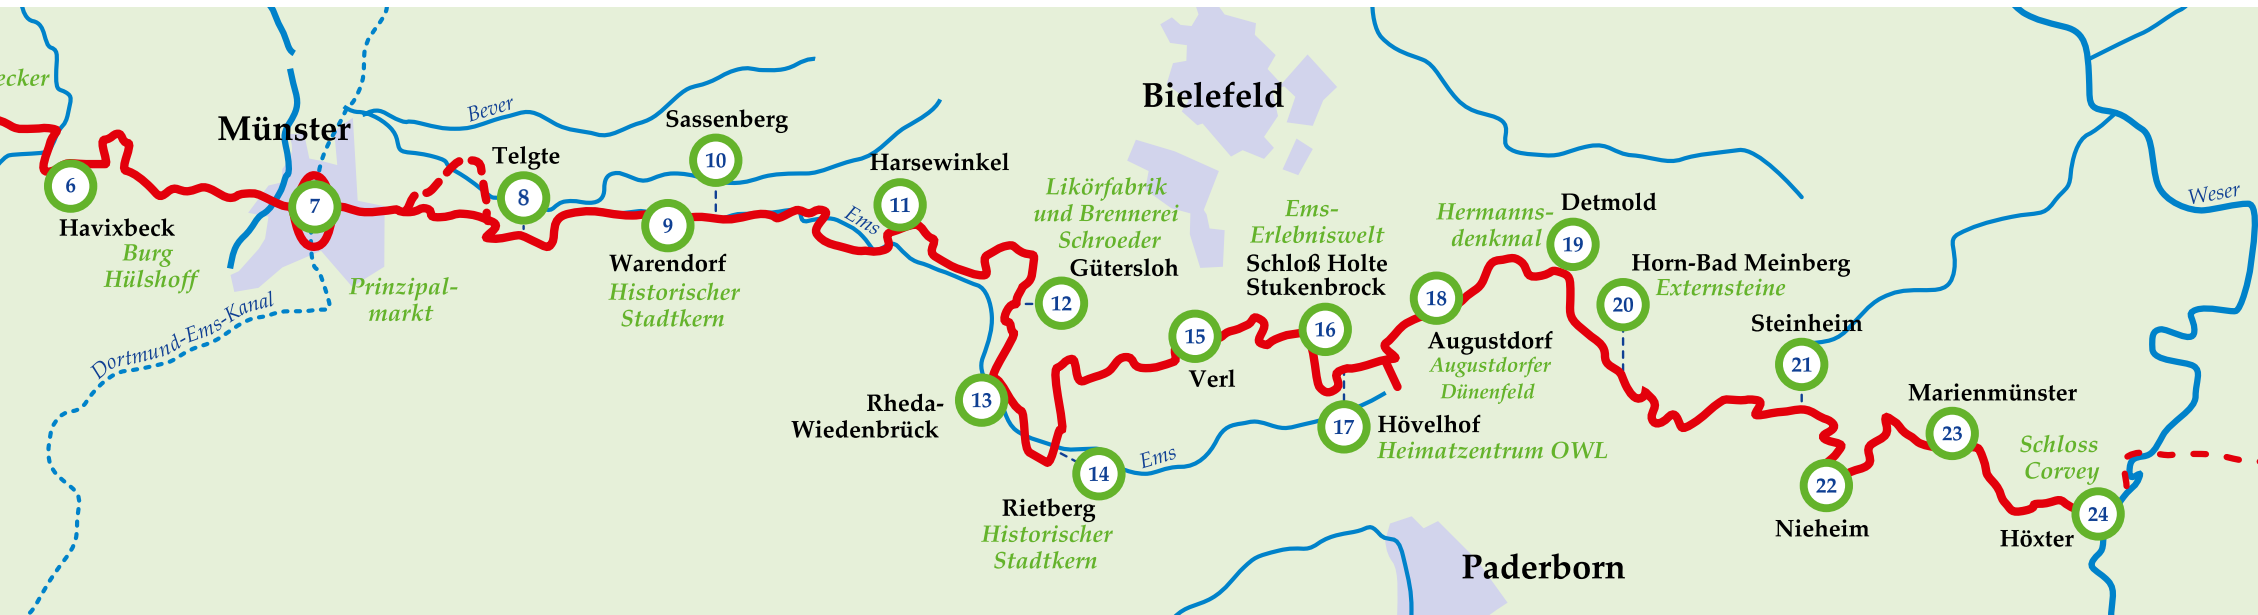 ecker
6
Havixbeck
Burg
Hülshoff
Münster
7
Prinzipal-
markt
Dortmund-Ems-Kanal
Bever
Telgte
8
9
Warendorf
Historischer
Stadtkern
Sassenberg
10
Ems
Harsewinkel
11
Likörfabrik
und Brennerei
Schroeder
Gütersloh
12
Rheda-
Wiedenbrück
13
14
Rietberg
Historischer
Stadtkern
Ems
Bielefeld
15
Verl
Ems-
Erlebniswelt
Schloß Holte
Stukenbrock
16
17
Hövelhof
Heimatzentrum OWL
18
Augustdorf
Augustdorfer
Dünenfeld
Hermanns-
denkmal
Detmold
19
Horn-Bad Meinberg
Externsteine
20
Steinheim
21
22
Nieheim
Marienmünster
23
Schloss
Corvey
24
Höxter
Weser
Paderborn